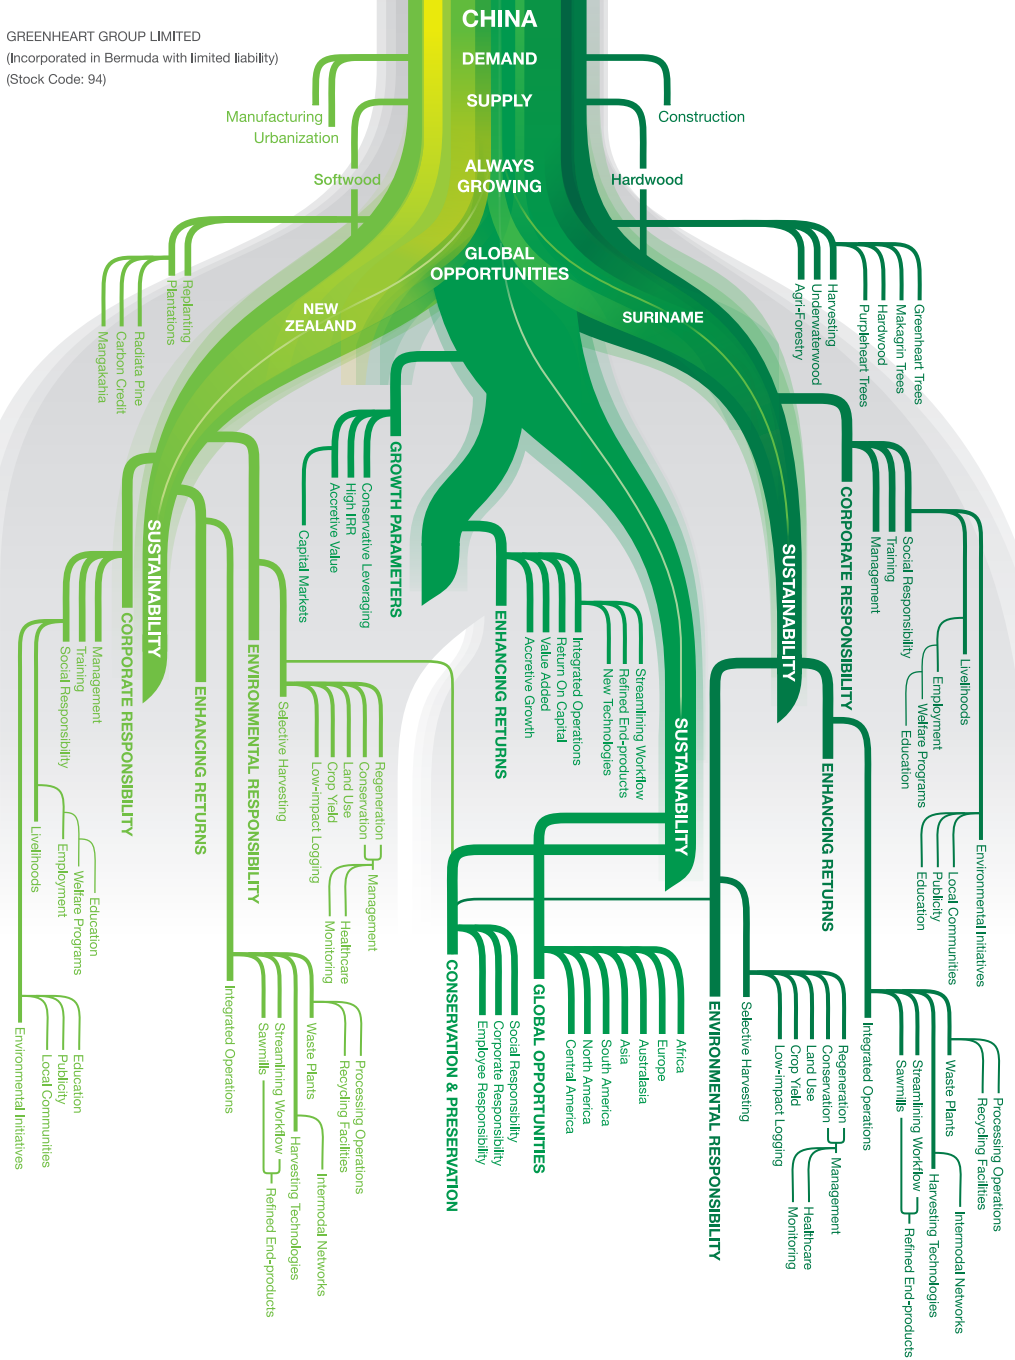 GREENHEART GROUP LIMITED
(Incorporated in Bermuda with limited liability)
(Stock Code: 94)
CHINA
DEMAND
SUPPLY
Manufacturing
Urbanization
Construction
Softwood
Hardwood
ALWAYS
GROWING
GLOBAL
OPPORTUNITIES
NEW
ZEALAND
SURINAME
Replanting
Plantations
Radiata Pine
Carbon Credit
Mangakahia
Harvesting
Underwaterwood
Agri-Forestry
Greenheart Trees
Makagrin Trees
Hardwood
Purpleheart Trees
GROWTH PARAMETERS
Conservative Leveraging
High IRR
Accretive Value
Capital Markets
SUSTAINABILITY
CORPORATE RESPONSIBILITY
Management
Training
Social Responsibility
Livelihoods
Employment
Welfare Programs
Education
Environmental Initiatives
Local Communities
Publicity
Education
ENHANCING RETURNS
Integrated Operations
Sawmills
Streamlining Workflow
Refined End-products
Harvesting Technologies
Intermodal Networks
Waste Plants
Recycling Facilities
Processing Operations
ENVIRONMENTAL RESPONSIBILITY
Selective Harvesting
Low-impact Logging
Crop Yield
Land Use
Conservation
Regeneration
Management
Healthcare
Monitoring
ENHANCING RETURNS
Integrated Operations
Return On Capital
Value Added
Accretive Growth
Streamlining Workflow
Refined End-products
New Technologies
SUSTAINABILITY
CONSERVATION & PRESERVATION
Social Responsibility
Corporate Responsibility
Employee Responsibility
GLOBAL OPPORTUNITIES
Africa
Europe
Australasia
Asia
South America
North America
Central America
SUSTAINABILITY
CORPORATE RESPONSIBILITY
Social Responsibility
Training
Management
Livelihoods
Employment
Welfare Programs
Education
Environmental Initiatives
Local Communities
Publicity
Education
ENHANCING RETURNS
Integrated Operations
Sawmills
Streamlining Workflow
Refined End-products
Harvesting Technologies
Intermodal Networks
Waste Plants
Recycling Facilities
Processing Operations
ENVIRONMENTAL RESPONSIBILITY
Selective Harvesting
Low-impact Logging
Crop Yield
Land Use
Conservation
Regeneration
Management
Healthcare
Monitoring